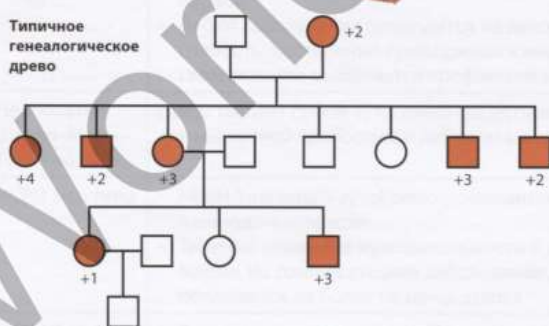 Типичное
генеалогическое
древо
+2
+4 +2 +3 +3 +2
+1 +3